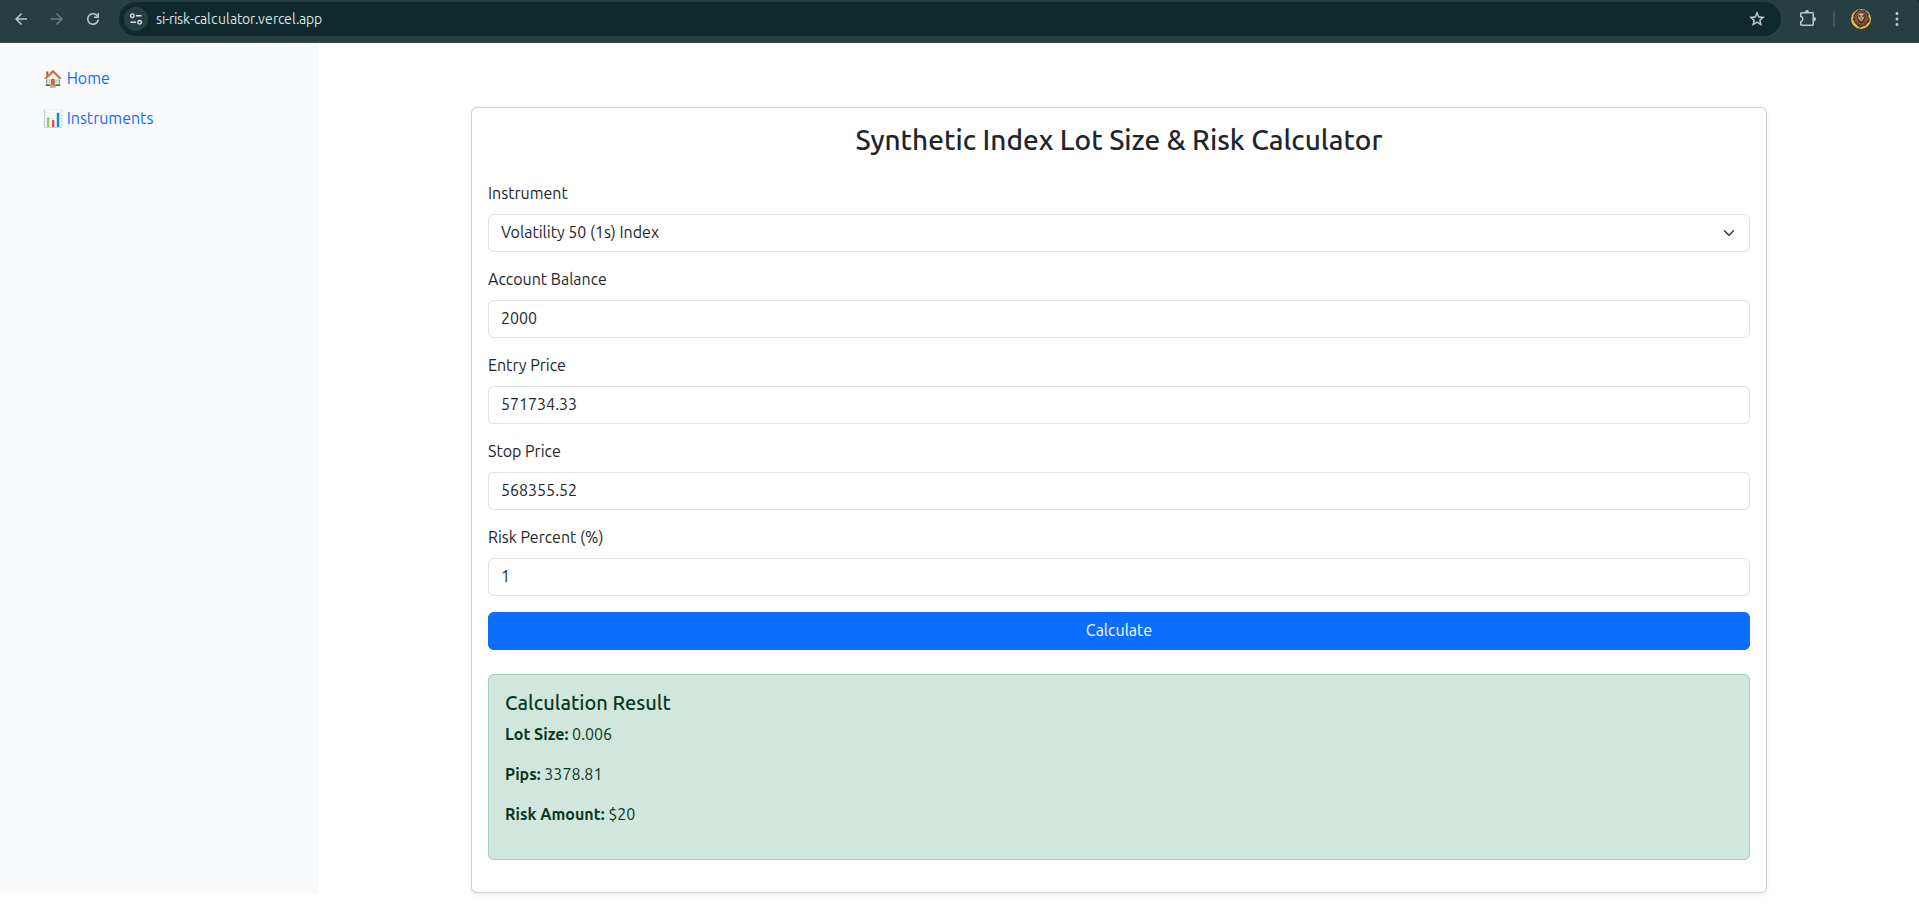 si-risk-calculator.vercel.app
Home
Instruments
Synthetic Index Lot Size & Risk Calculator
Instrument
Volatility 50 (1s) Index
Account Balance
2000
Entry Price
571734.33
Stop Price
568355.52
Risk Percent (%)
1
Calculate
Calculation Result
Lot Size: 0.006
Pips: 3378.81
Risk Amount: $20